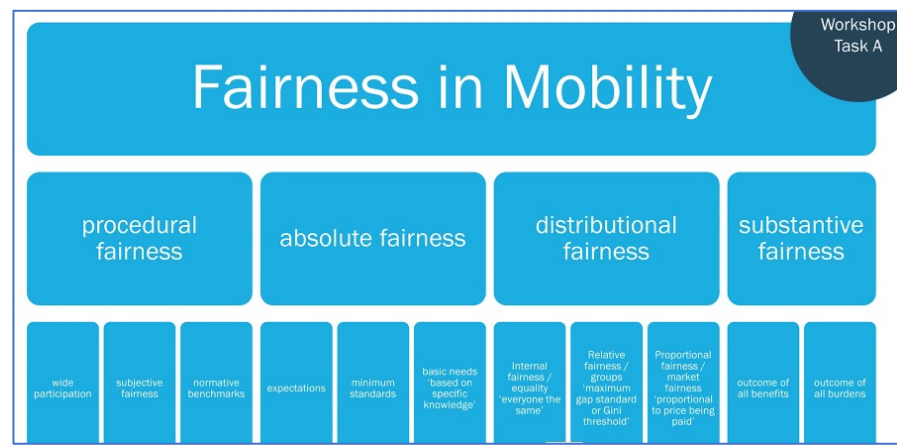 Workshop
Task A
Fairness in Mobility
procedural
fairness
absolute fairness
distributional
fairness
substantive
fairness
wide
participation
subjective
fairness
normative
benchmarks
expectations
minimum
standards
basic needs
‘based on
specific
knowledge’
Internal
fairness /
equality
‘everyone the
same’
Relative
fairness /
groups
‘maximum
gap standard
or Gini
threshold’
Proportional
fairness /
market
fairness
‘proportional
to price being
paid’
outcome of
all benefits
outcome of
all burdens